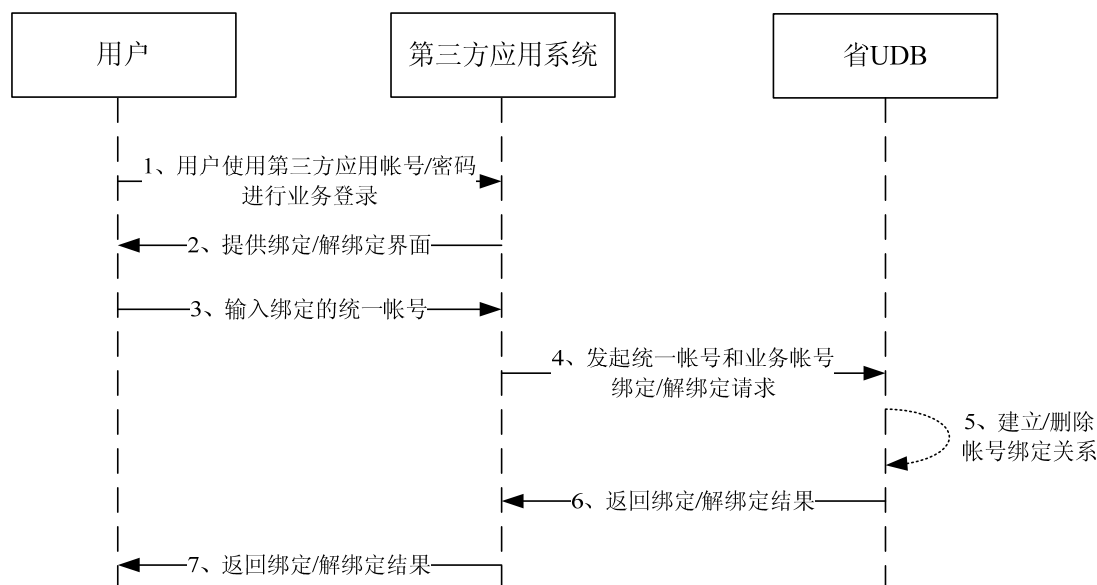 用户
第三方应用系统
省UDB
1、用户使用第三方应用帐号/密码
进行业务登录
2、提供绑定/解绑定界面
3、输入绑定的统一帐号
4、发起统一帐号和业务帐号
绑定/解绑定请求
5、建立/删除
帐号绑定关系
6、返回绑定/解绑定结果
7、返回绑定/解绑定结果